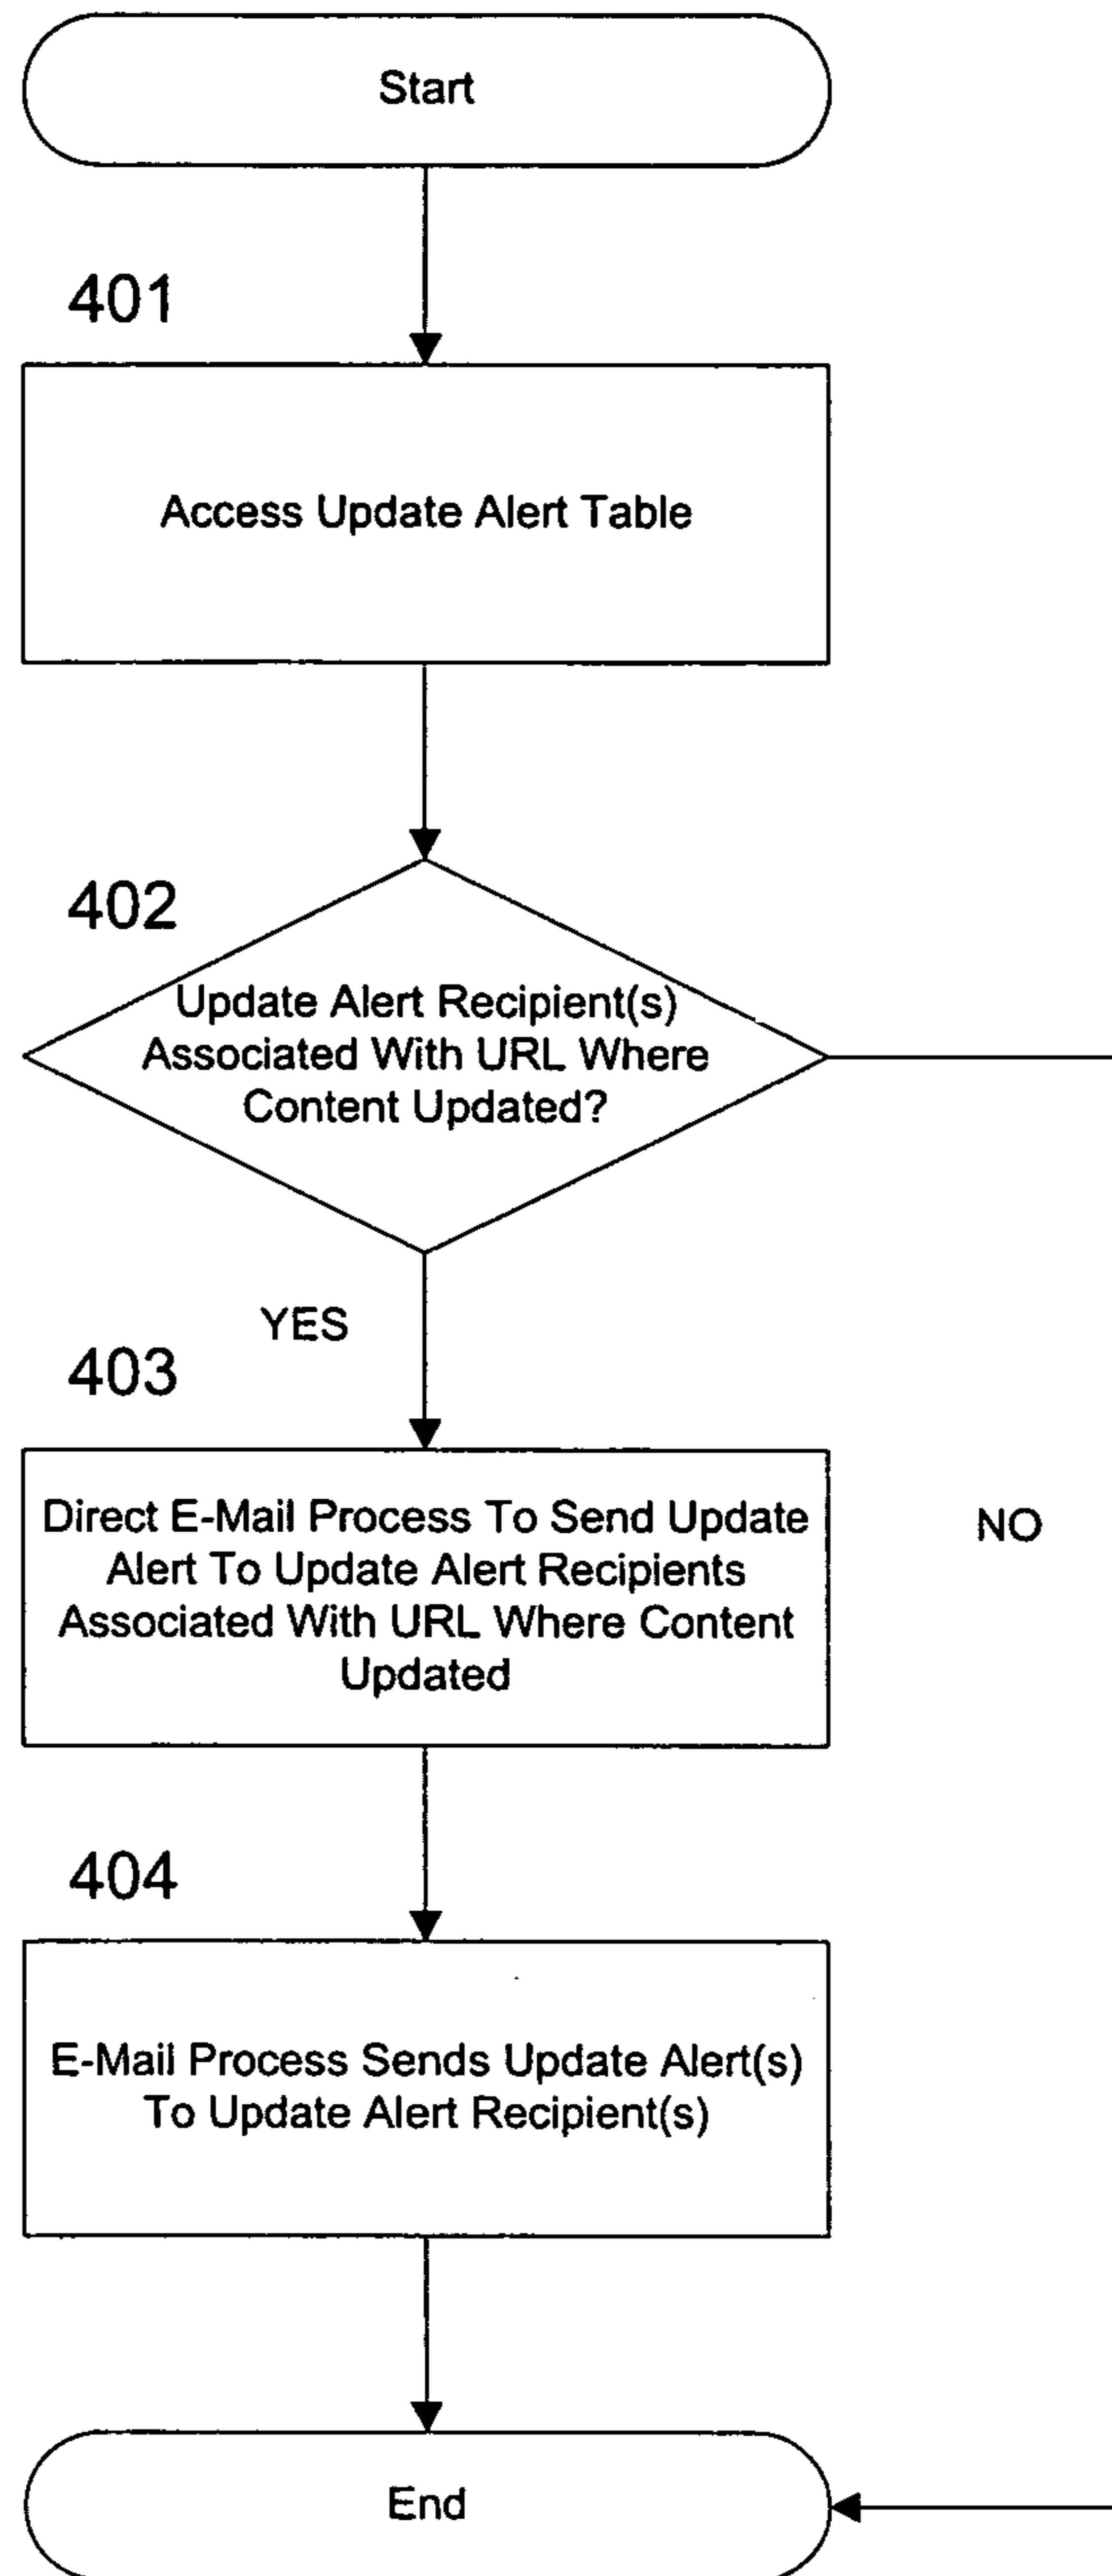 Start
401
Access Update Alert Table
402
Update Alert Recipient(s)
Associated With URL Where
Content Updated?
YES
403
Direct E-Mail Process To Send Update
Alert To Update Alert Recipients
Associated With URL Where Content
Updated
NO
404
E-Mail Process Sends Update Alert(s)
To Update Alert Recipient(s)
End